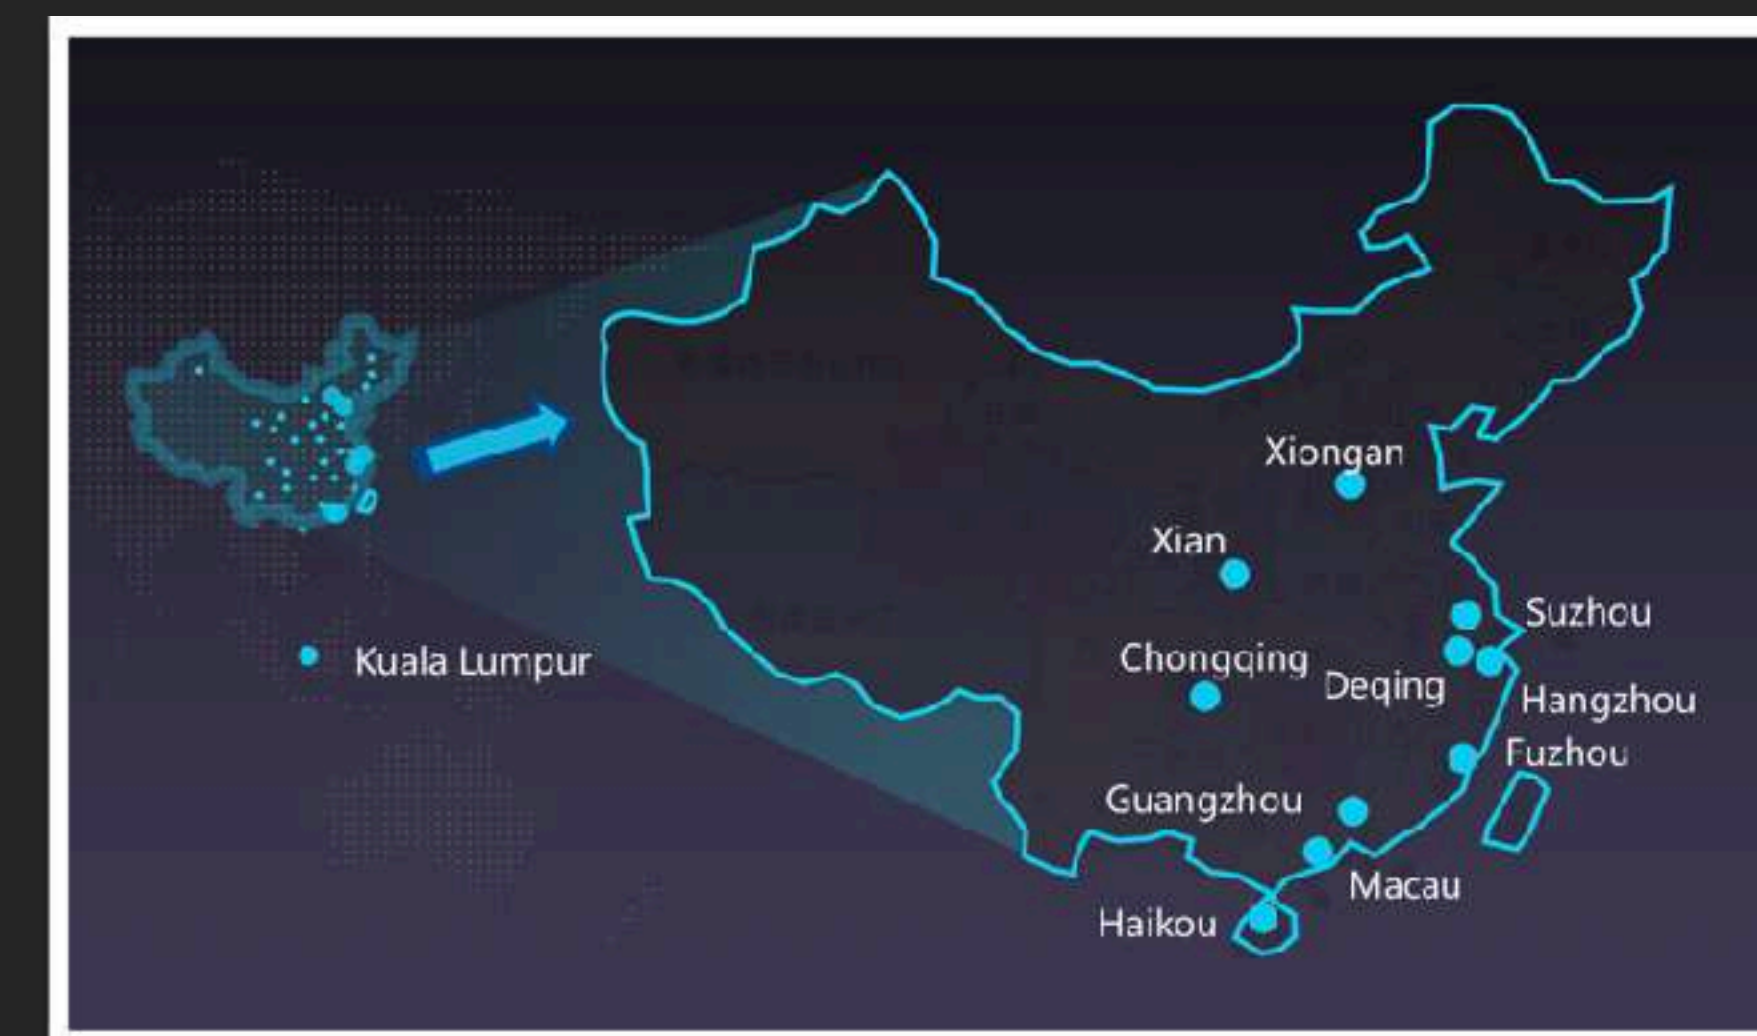 Xiongan
Xian
Suzhou
Kuala Lumpur
Chongqing
Deqing
Hangzhou
Fuzhou
Guangzhou
Macau
Haikou